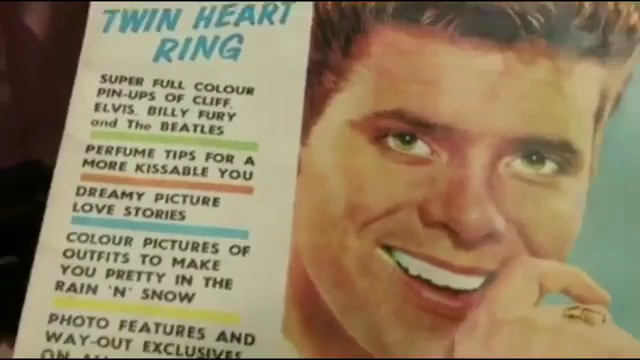 TWIN HEART
RING
SUPER FULL COLOUR
PIN-UPS OF CLIFF,
ELVIS, BILLY FURY
and The BEATLES
PERFUME TIPS FOR A
MORE KISSABLE YOU
DREAMY PICTURE
LOVE STORIES
COLOUR PICTURES OF
OUTFITS TO MAKE
YOU PRETTY IN THE
RAIN 'N' SNOW
PHOTO FEATURES AND
WAY-OUT EXCLUSIVES
ON